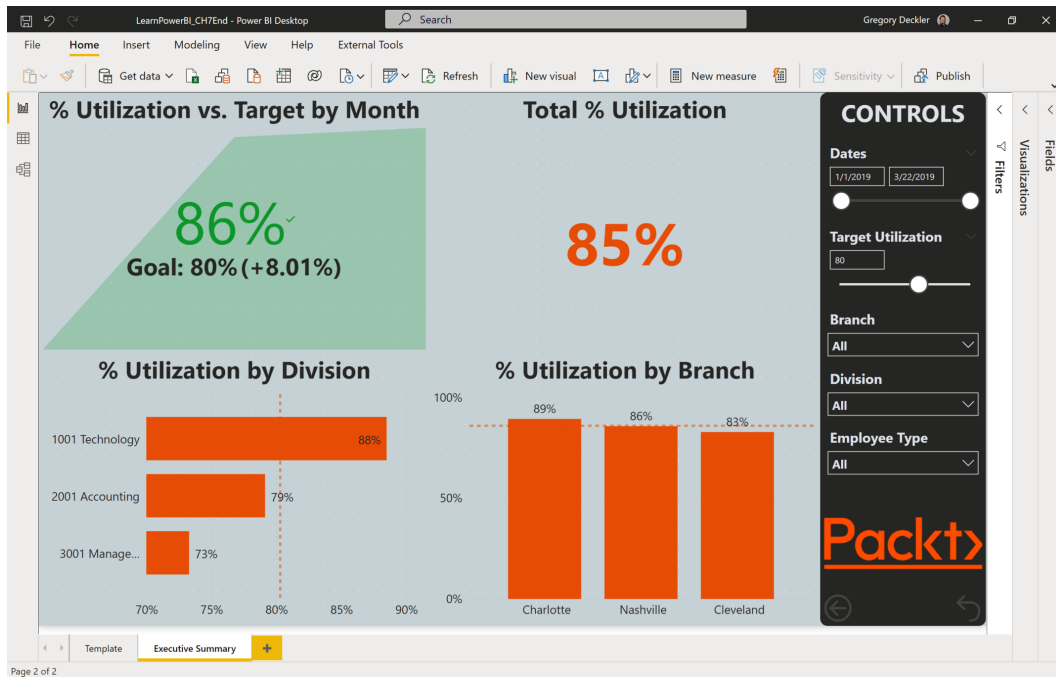 LearnPowerBI_CH7End - Power BI Desktop
Search
Gregory Deckler
File Home Insert Modeling View Help External Tools
Get data Refresh New visual New measure Sensitivity Publish
% Utilization vs. Target by Month
86%
Goal: 80% (+8.01%)
Total % Utilization
85%
% Utilization by Division
1001 Technology 88%
2001 Accounting 79%
3001 Manage... 73%
70% 75% 80% 85% 90%
% Utilization by Branch
100%
50%
0%
89% 86% 83%
Charlotte Nashville Cleveland
CONTROLS
Dates
1/1/2019 3/22/2019
Target Utilization
80
Branch
All
Division
All
Employee Type
All
Packt>
Filters
Visualizations
Fields
Template Executive Summary +
Page 2 of 2